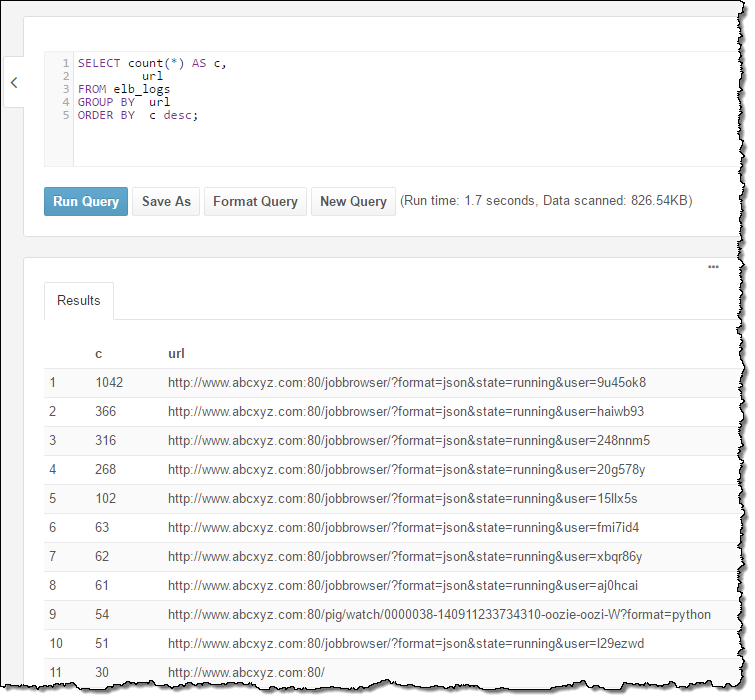 1 SELECT count(*) AS c,
2 url
3 FROM elb_logs
4 GROUP BY url
5 ORDER BY c desc;
Run Query Save As Format Query New Query (Run time: 1.7 seconds, Data scanned: 826.54KB)
Results
c url
1 1042 http://www.abcxyz.com:80/jobbrowser/?format=json&state=running&user=9u45ok8
2 366 http://www.abcxyz.com:80/jobbrowser/?format=json&state=running&user=haiwb93
3 316 http://www.abcxyz.com:80/jobbrowser/?format=json&state=running&user=248nnm5
4 268 http://www.abcxyz.com:80/jobbrowser/?format=json&state=running&user=20g578y
5 102 http://www.abcxyz.com:80/jobbrowser/?format=json&state=running&user=15llx5s
6 63 http://www.abcxyz.com:80/jobbrowser/?format=json&state=running&user=fmi7id4
7 62 http://www.abcxyz.com:80/jobbrowser/?format=json&state=running&user=xbqr86y
8 61 http://www.abcxyz.com:80/jobbrowser/?format=json&state=running&user=aj0hcai
9 54 http://www.abcxyz.com:80/pig/watch/0000038-140911233734310-oozie-oozi-W?format=python
10 51 http://www.abcxyz.com:80/jobbrowser/?format=json&state=running&user=l29ezwd
11 30 http://www.abcxyz.com:80/